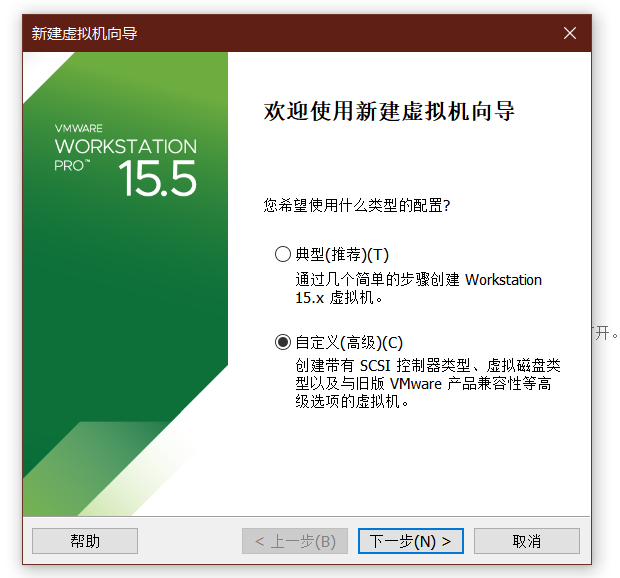 新建虚拟机向导
VMWARE
WORKSTATION
PRO™
15.5
欢迎使用新建虚拟机向导
您希望使用什么类型的配置?
典型(推荐)(T)
通过几个简单的步骤创建 Workstation
15.x 虚拟机。
自定义(高级)(C)
创建带有 SCSI 控制器类型、虚拟磁盘类
型以及与旧版 VMware 产品兼容性等高
级选项的虚拟机。
开。
帮助
< 上一步(B)
下一步(N) >
取消